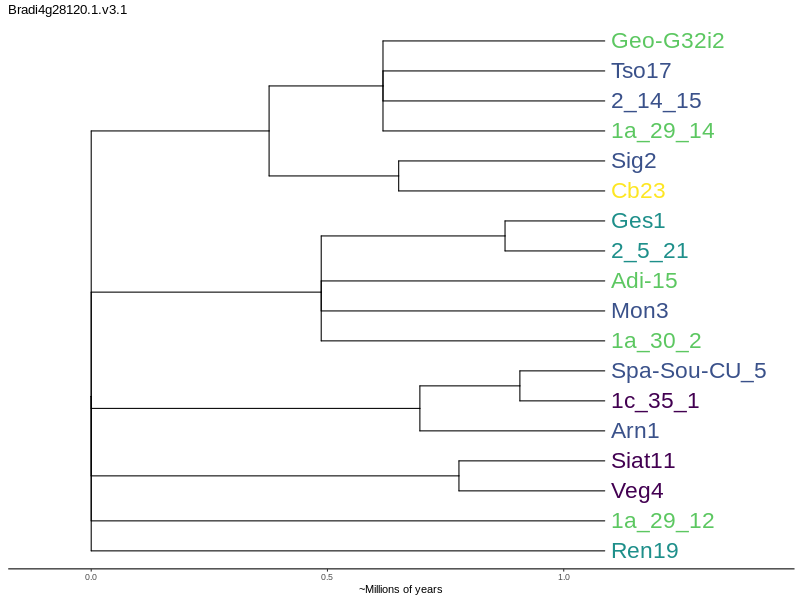 Bradi4g28120.1.v3.1
Geo-G32i2
Tso17
2_14_15
1a_29_14
Sig2
Cb23
Ges1
2_5_21
Adi-15
Mon3
1a_30_2
Spa-Sou-CU_5
1c_35_1
Arn1
Siat11
Veg4
1a_29_12
Ren19
0.0 0.5 1.0
~Millions of years